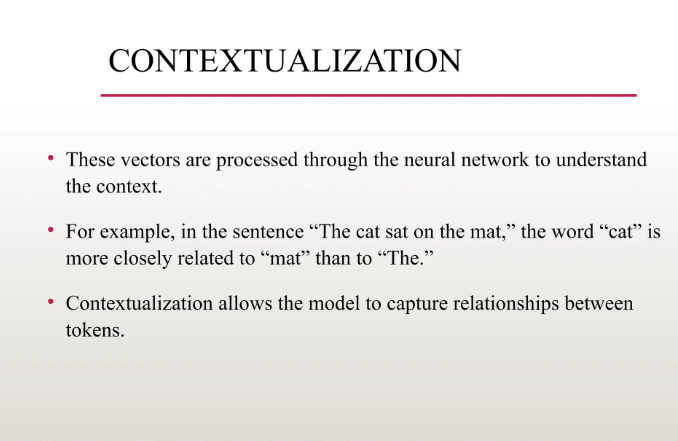 CONTEXTUALIZATION
• These vectors are processed through the neural network to understand
the context.
• For example, in the sentence “The cat sat on the mat,” the word “cat” is
more closely related to “mat” than to “The.”
• Contextualization allows the model to capture relationships between
tokens.